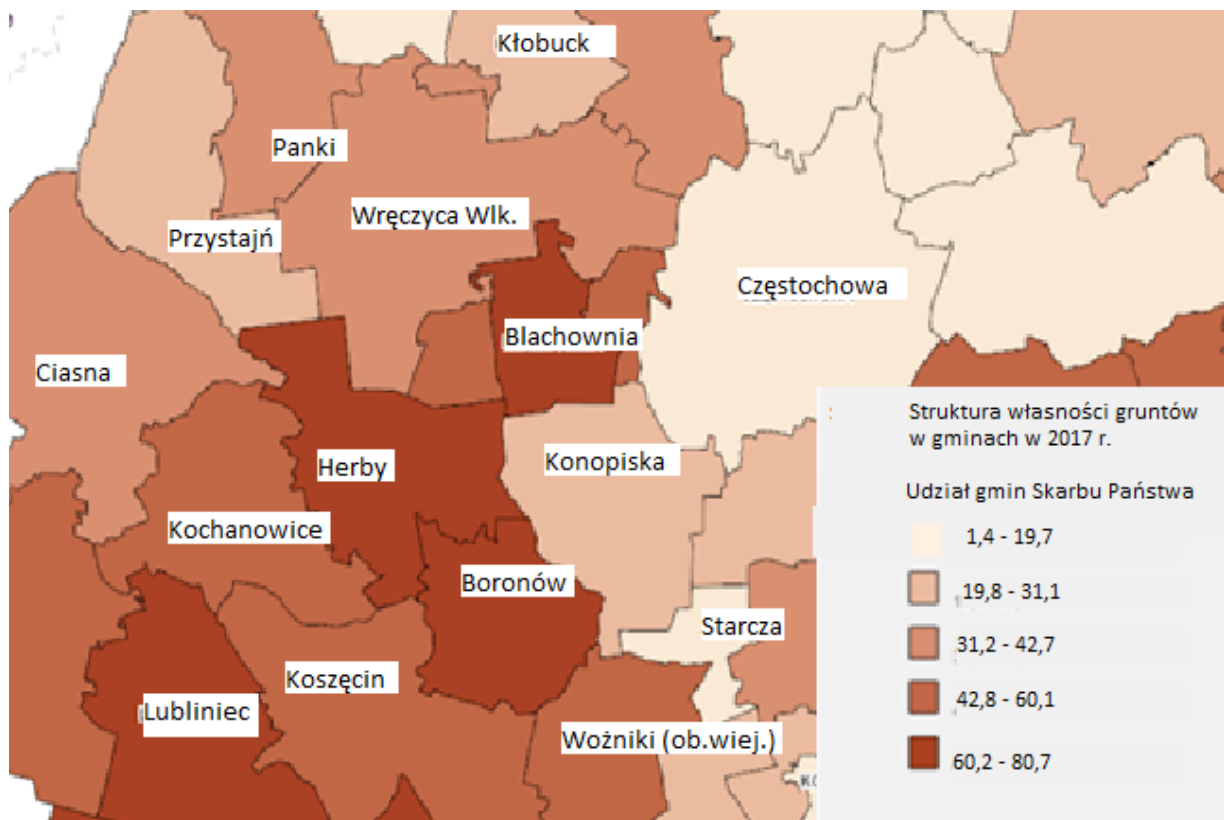 Kłobuck
Panki
Wręczyca Wlk.
Przystajń
Częstochowa
Blachownia
Ciasna
Herby
Konopiska
Kochanowice
Boronów
Starcza
Koszęcin
Lubliniec
Wożniki (ob.wiej.)
Struktura własności gruntów
w gminach w 2017 r.
Udział gmin Skarbu Państwa
1,4 - 19,7
19,8 - 31,1
31,2 - 42,7
42,8 - 60,1
60,2 - 80,7